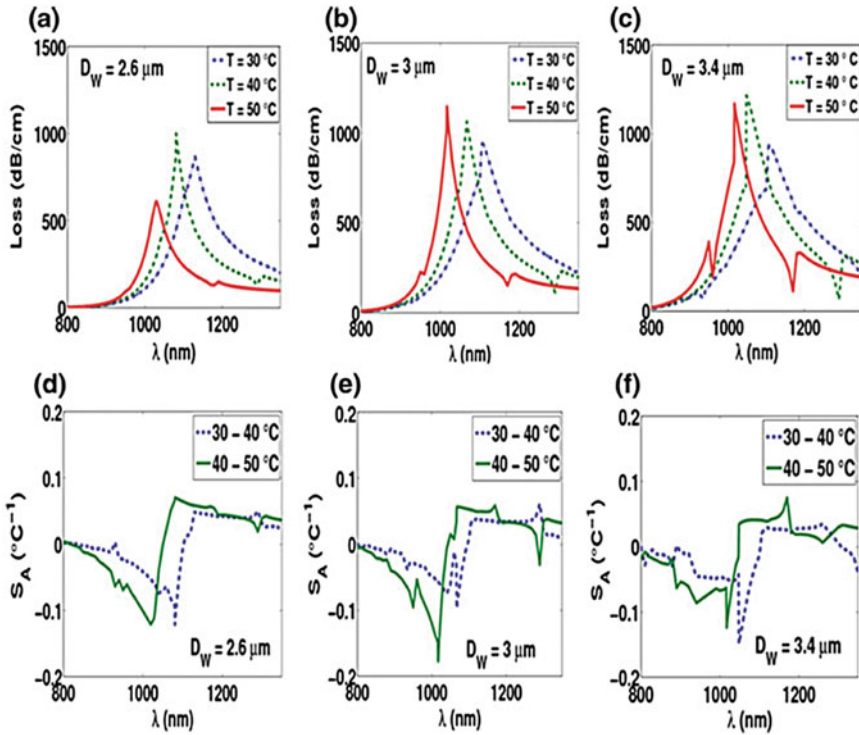 (a)
1500
1000
500
0
Loss (dB/cm)
D_W = 2.6 μm
T = 30 °C
T = 40 °C
T = 50 °C
800 1000 1200
λ (nm)
(b)
1500
1000
500
0
Loss (dB/cm)
D_W = 3 μm
T = 30 °C
T = 40 °C
T = 50 °C
800 1000 1200
λ (nm)
(c)
1500
1000
500
0
Loss (dB/cm)
D_W = 3.4 μm
T = 30 °C
T = 40 °C
T = 50 °C
800 1000 1200
λ (nm)
(d)
0.2
0.1
0
−0.1
−0.2
S_A (°C⁻¹)
30 – 40 °C
40 – 50 °C
D_W = 2.6 μm
800 1000 1200
λ (nm)
(e)
0.2
0.1
0
−0.1
−0.2
S_A (°C⁻¹)
30 – 40 °C
40 – 50 °C
D_W = 3 μm
800 1000 1200
λ (nm)
(f)
0.2
0.1
0
−0.1
−0.2
S_A (°C⁻¹)
30 – 40 °C
40 – 50 °C
D_W = 3.4 μm
800 1000 1200
λ (nm)